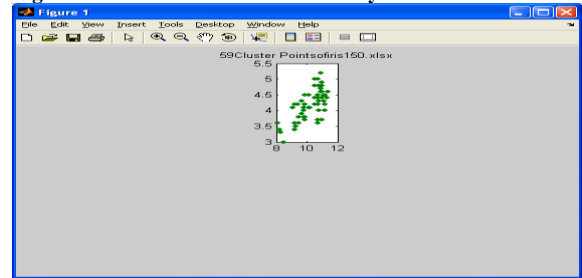 Figure 1
File Edit View Insert Tools Desktop Window Help
59Cluster Pointsofiris150.xlsx
5.5
5
4.5
4
3.5
3
8 10 12